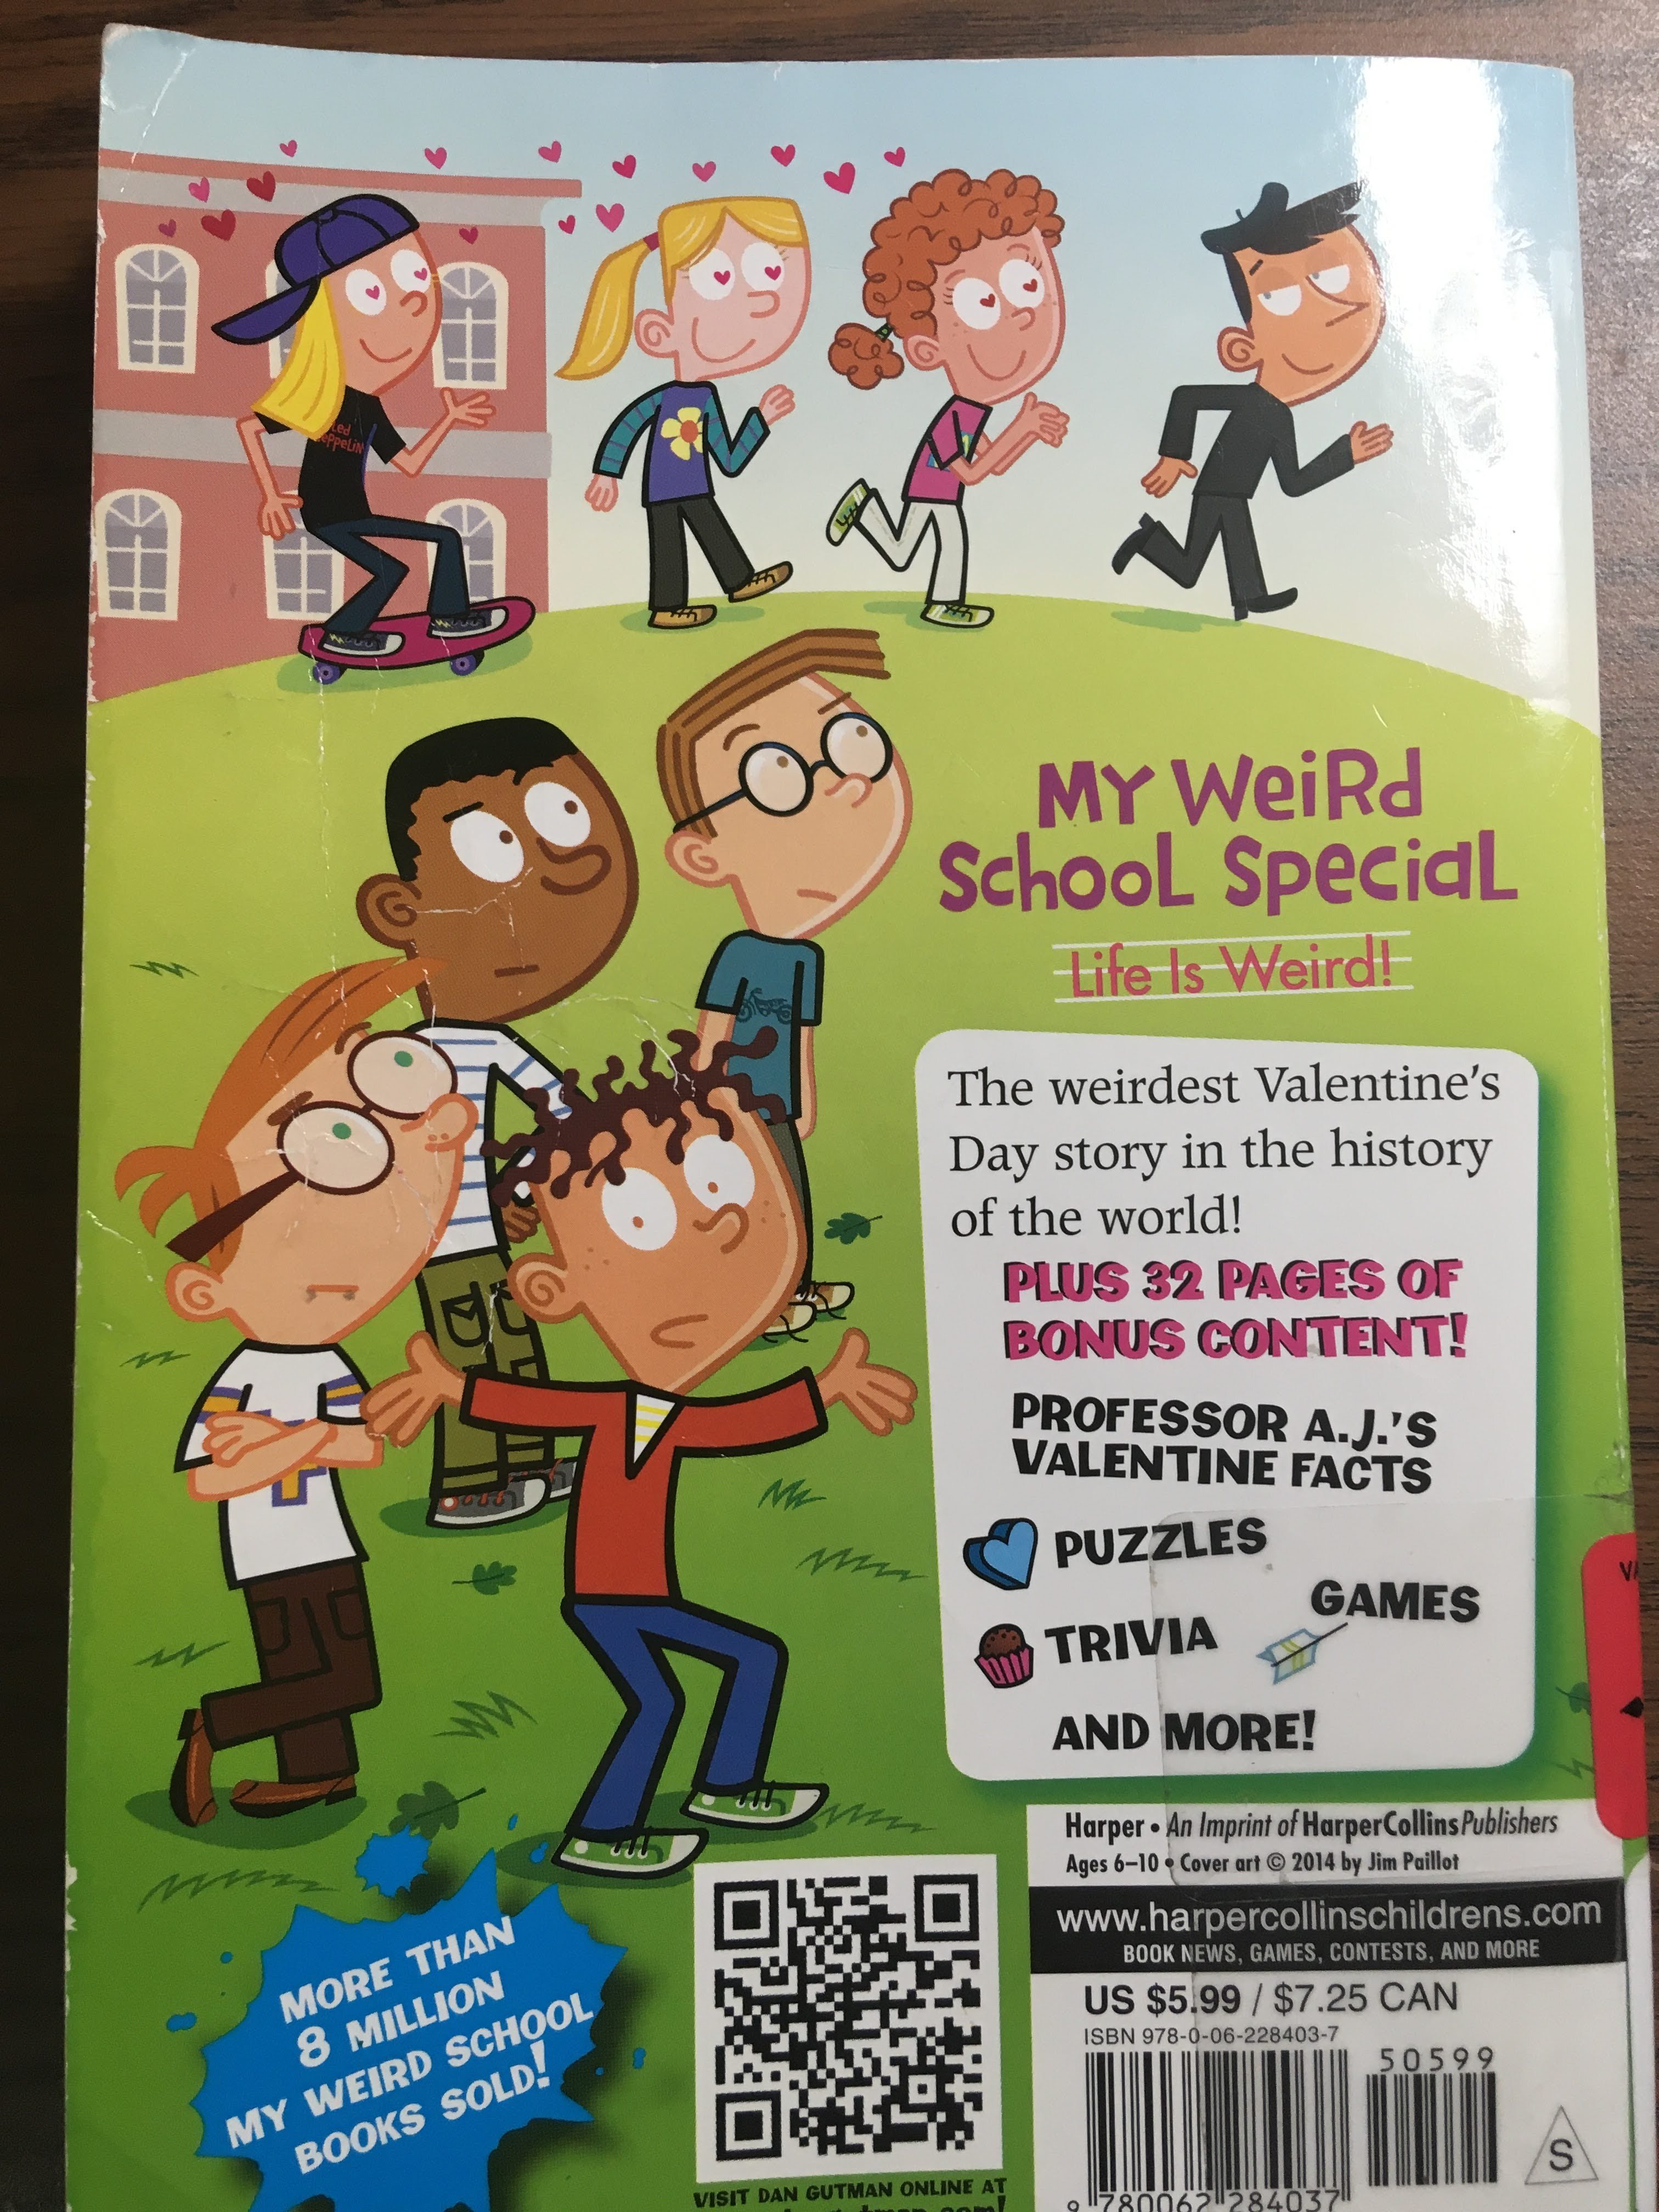 Led
Zeppelin
My Weird
School Special
Life Is Weird!
The weirdest Valentine's
Day story in the history
of the world!
PLUS 32 PAGES OF
BONUS CONTENT!
PROFESSOR A.J.'S
VALENTINE FACTS
PUZZLES
GAMES
TRIVIA
AND MORE!
Harper • An Imprint of HarperCollinsPublishers
Ages 6–10 • Cover art © 2014 by Jim Paillot
www.harpercollinschildrens.com
BOOK NEWS, GAMES, CONTESTS, AND MORE
US $5.99 / $7.25 CAN
ISBN 978-0-06-228403-7
50599
S
9 780062 284037
MORE THAN
8 MILLION
MY WEIRD SCHOOL
BOOKS SOLD!
VISIT DAN GUTMAN ONLINE AT